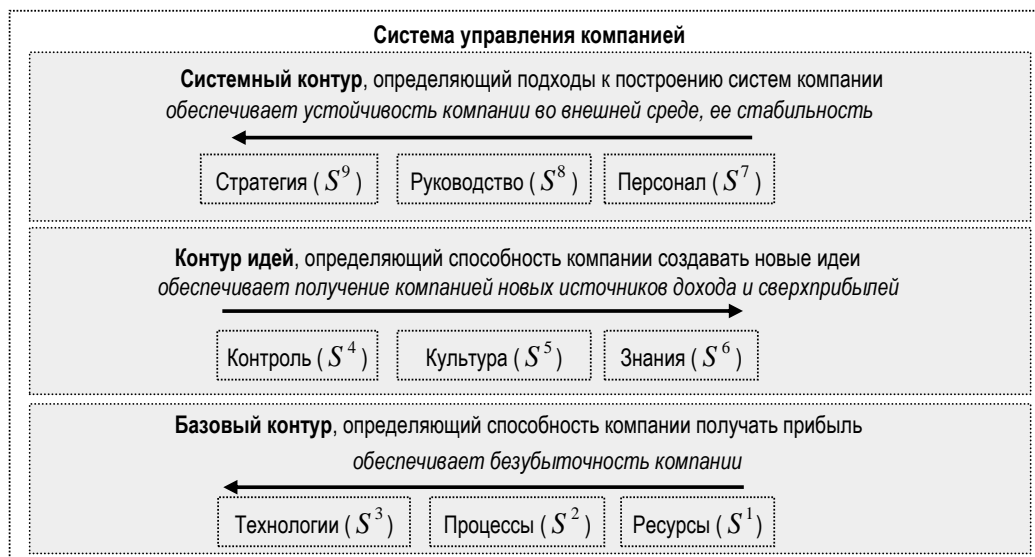 Система управления компанией
Системный контур, определяющий подходы к построению систем компании
обеспечивает устойчивость компании во внешней среде, ее стабильность
Стратегия ( S⁹ ) Руководство ( S⁸ ) Персонал ( S⁷ )
Контур идей, определяющий способность компании создавать новые идеи
обеспечивает получение компанией новых источников дохода и сверхприбылей
Контроль ( S⁴ ) Культура ( S⁵ ) Знания ( S⁶ )
Базовый контур, определяющий способность компании получать прибыль
обеспечивает безубыточность компании
Технологии ( S³ ) Процессы ( S² ) Ресурсы ( S¹ )